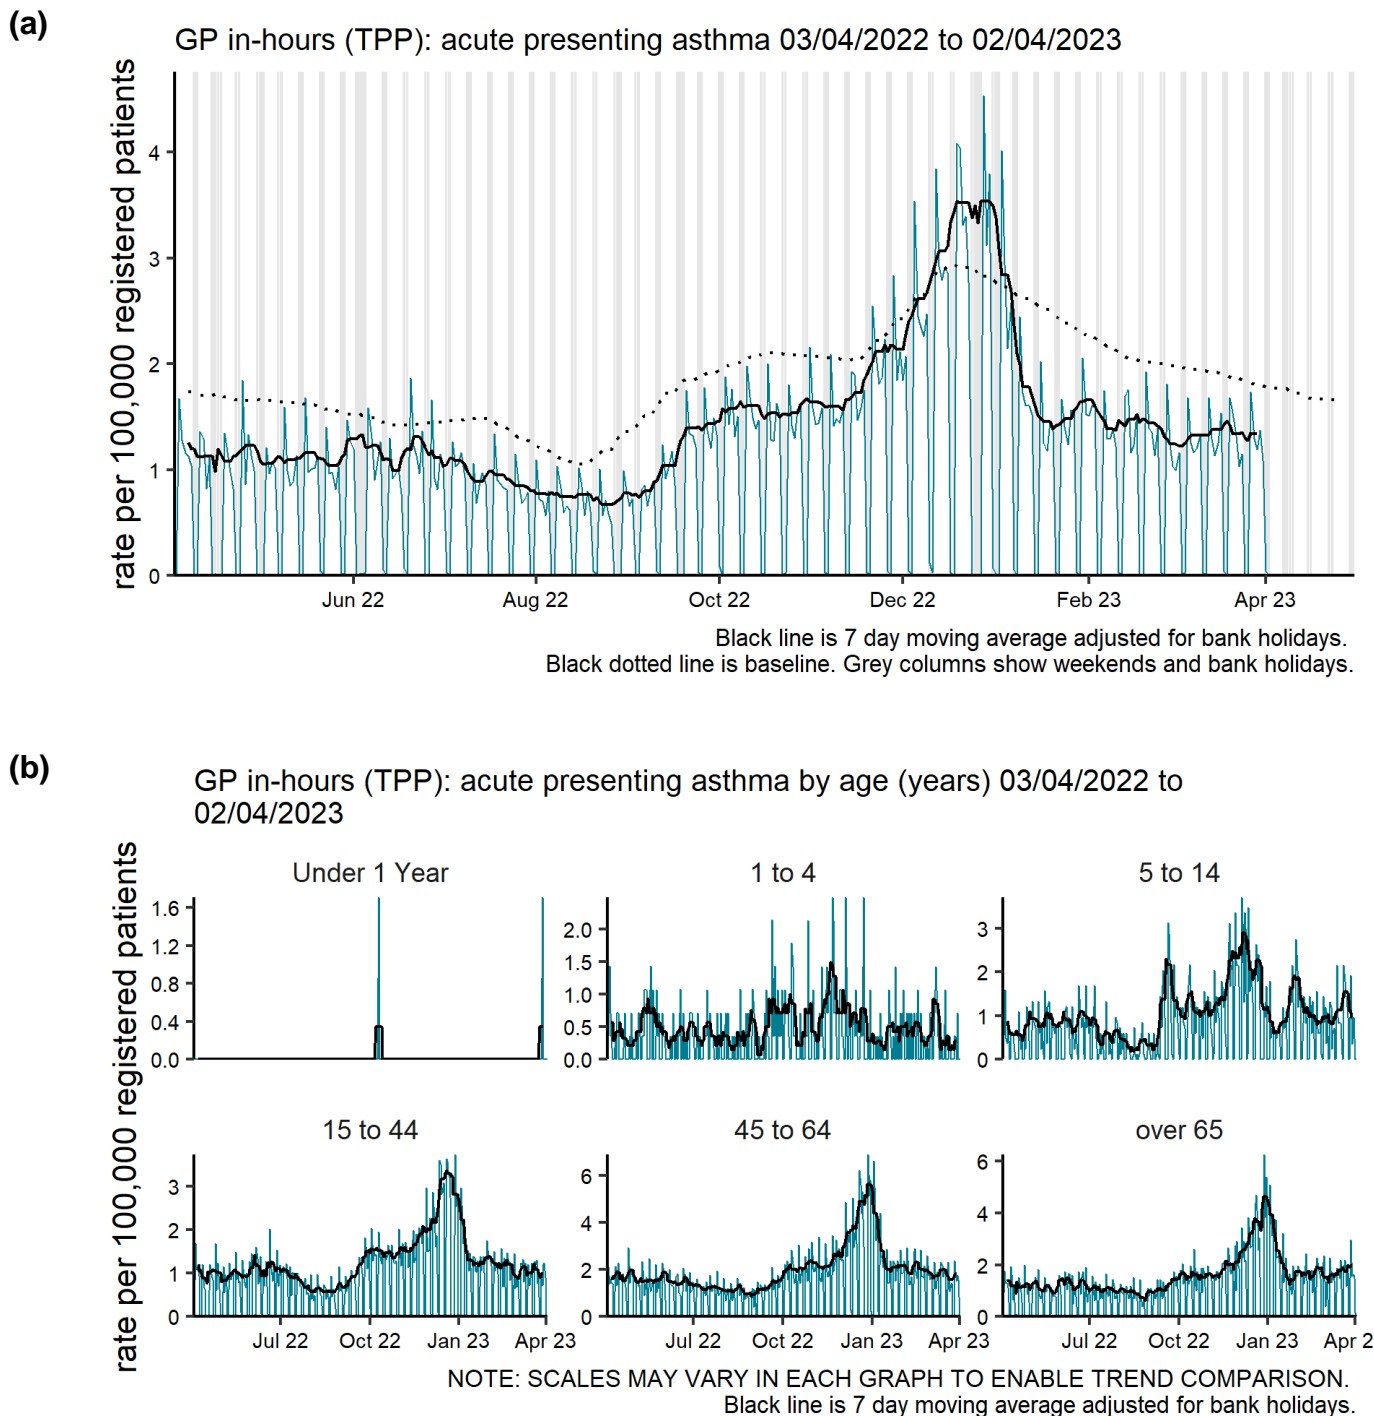 (a)
GP in-hours (TPP): acute presenting asthma 03/04/2022 to 02/04/2023
rate per 100,000 registered patients
4
3
2
1
0
Jun 22 Aug 22 Oct 22 Dec 22 Feb 23 Apr 23
Black line is 7 day moving average adjusted for bank holidays.
Black dotted line is baseline. Grey columns show weekends and bank holidays.
(b)
GP in-hours (TPP): acute presenting asthma by age (years) 03/04/2022 to
02/04/2023
rate per 100,000 registered patients
Under 1 Year
1.6
1.2
0.8
0.4
0.0
1 to 4
2.0
1.5
1.0
0.5
0.0
5 to 14
3
2
1
0
15 to 44
3
2
1
0
Jul 22 Oct 22 Jan 23 Apr 23
45 to 64
6
4
2
0
Jul 22 Oct 22 Jan 23 Apr 23
over 65
6
4
2
0
Jul 22 Oct 22 Jan 23 Apr 2
NOTE: SCALES MAY VARY IN EACH GRAPH TO ENABLE TREND COMPARISON.
Black line is 7 day moving average adjusted for bank holidays.